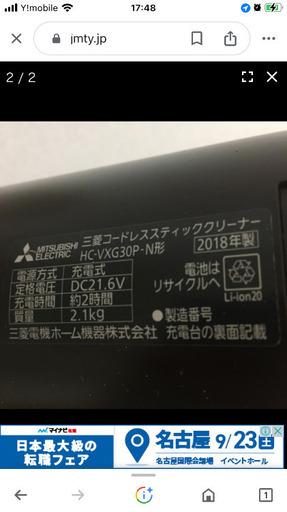 Y!mobile 17:48
jmty.jp
2 / 2
MITSUBISHI ELECTRIC 三菱コードレススティッククリーナー
HC-VXG30P-N形 2018年製
電源方式 充電式
定格電圧 DC21.6V
充電時間 約2時間
質量 2.1kg
電池は
リサイクルへ
Li-ion20
●製造番号
三菱電機ホーム機器株式会社 充電台の裏面記載
マイナビ転職
日本最大級の
転職フェア
名古屋 9/23土
名古屋国際会議場 イベントホール
1